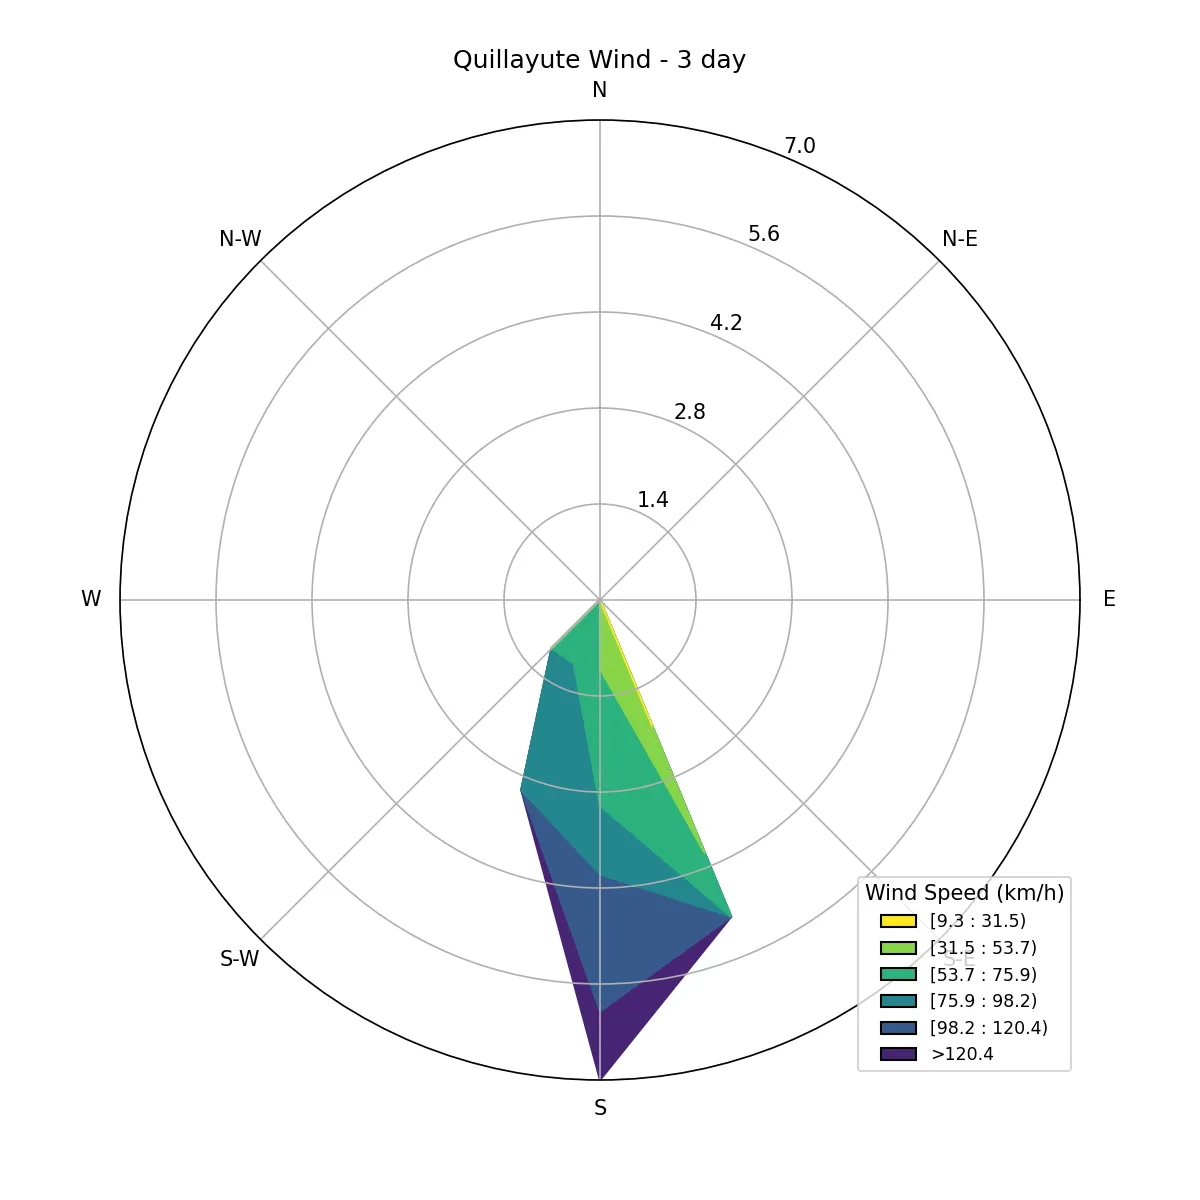 Quillayute Wind - 3 day
N
7.0
N-W
5.6
N-E
4.2
2.8
1.4
W
E
S-W
S-E
S
Wind Speed (km/h)
[9.3 : 31.5)
[31.5 : 53.7)
[53.7 : 75.9)
[75.9 : 98.2)
[98.2 : 120.4)
>120.4